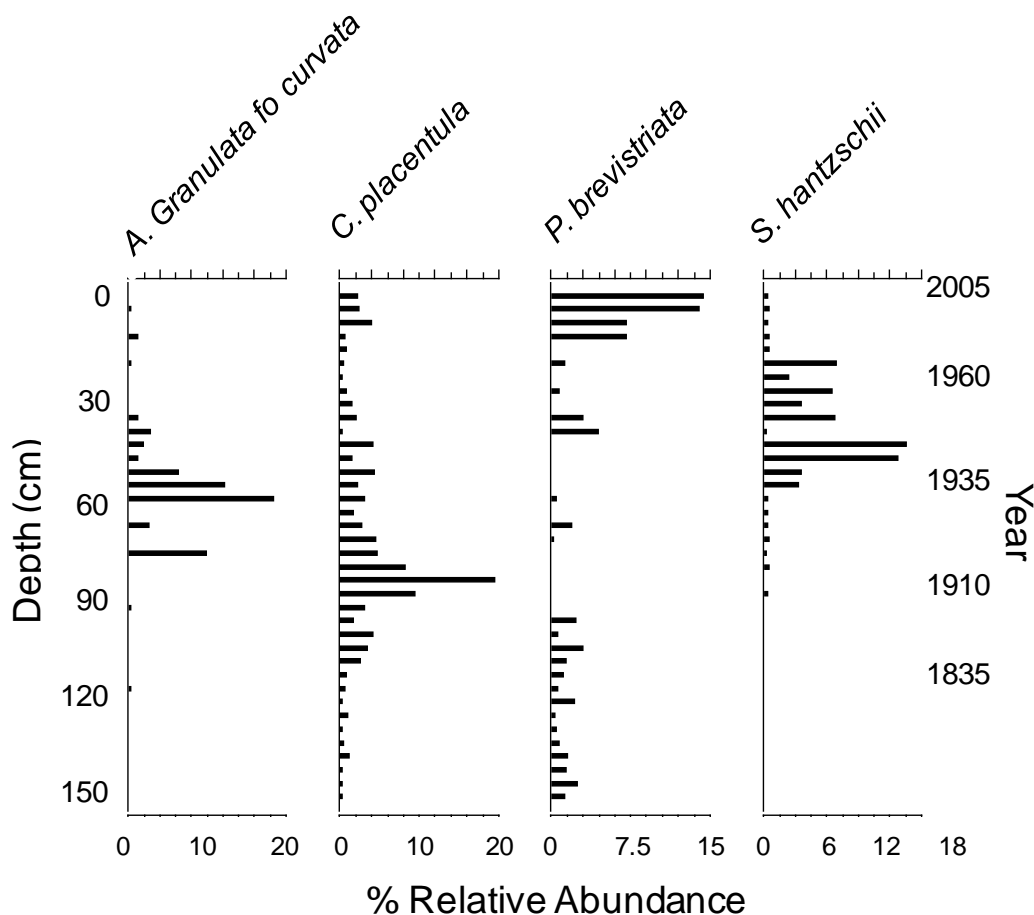 A. Granulata fo curvata
C. placentula
P. brevistriata
S. hantzschii
0
30
60
90
120
150
Depth (cm)
2005
1960
1935
1910
1835
Year
0 10 20 0 10 20 0 7.5 15 0 6 12 18
% Relative Abundance